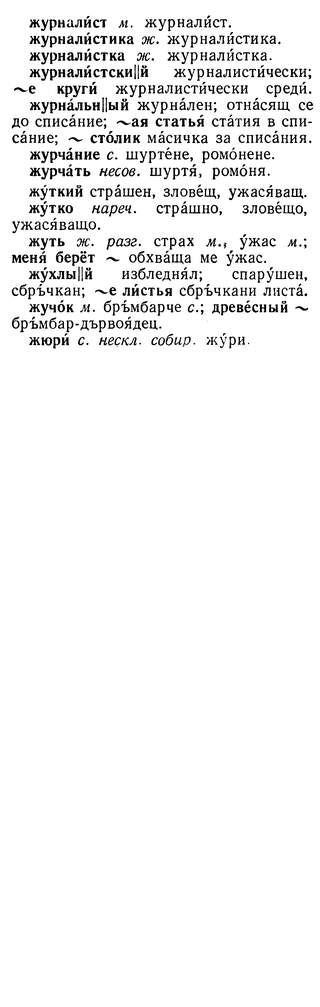 журнали́ст м. журнали́ст.
журнали́стика ж. журнали́стика.
журнали́стка ж. журнали́стка.
журнали́стски||й журналисти́чески;
~е круги́ журналисти́чески среди́.
журна́льн||ый журна́лен; отна́сящ се
до списа́ние; ~ая статья́ ста́тия в спи-
са́ние; ~ сто́лик ма́сичка за списа́ния.
журча́ние с. шурте́не, ромо́нене.
журча́ть несов. шуртя́, ромо́ня.
жу́ткий стра́шен, злове́щ, ужася́ващ.
жу́тко нареч. стра́шно, злове́що,
ужася́ващо.
жуть ж. разг. страх м., у́жас м.;
меня́ берёт ~ обхва́ща ме у́жас.
жу́хлы||й избледня́л; спару́шен,
сбръ́чкан; ~е ли́стья сбръ́чкани листа́.
жучо́к м. бръ́мбарче с.; древе́сный ~
бръ́мбар-дървоя́дец.
жюри́ с. нескл. собир. жу́ри.